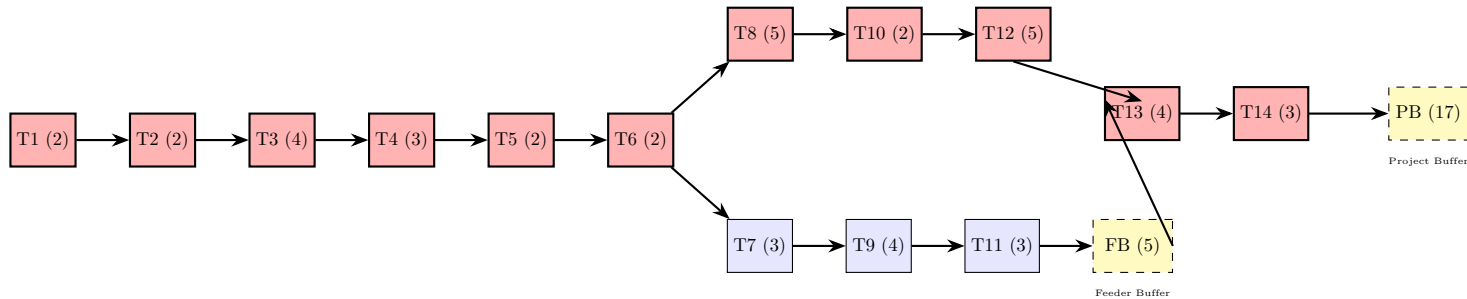 T8 (5)
T10 (2)
T12 (5)
T1 (2)
T2 (2)
T3 (4)
T4 (3)
T5 (2)
T6 (2)
T13 (4)
T14 (3)
PB (17)
Project Buffer
T7 (3)
T9 (4)
T11 (3)
FB (5)
Feeder Buffer